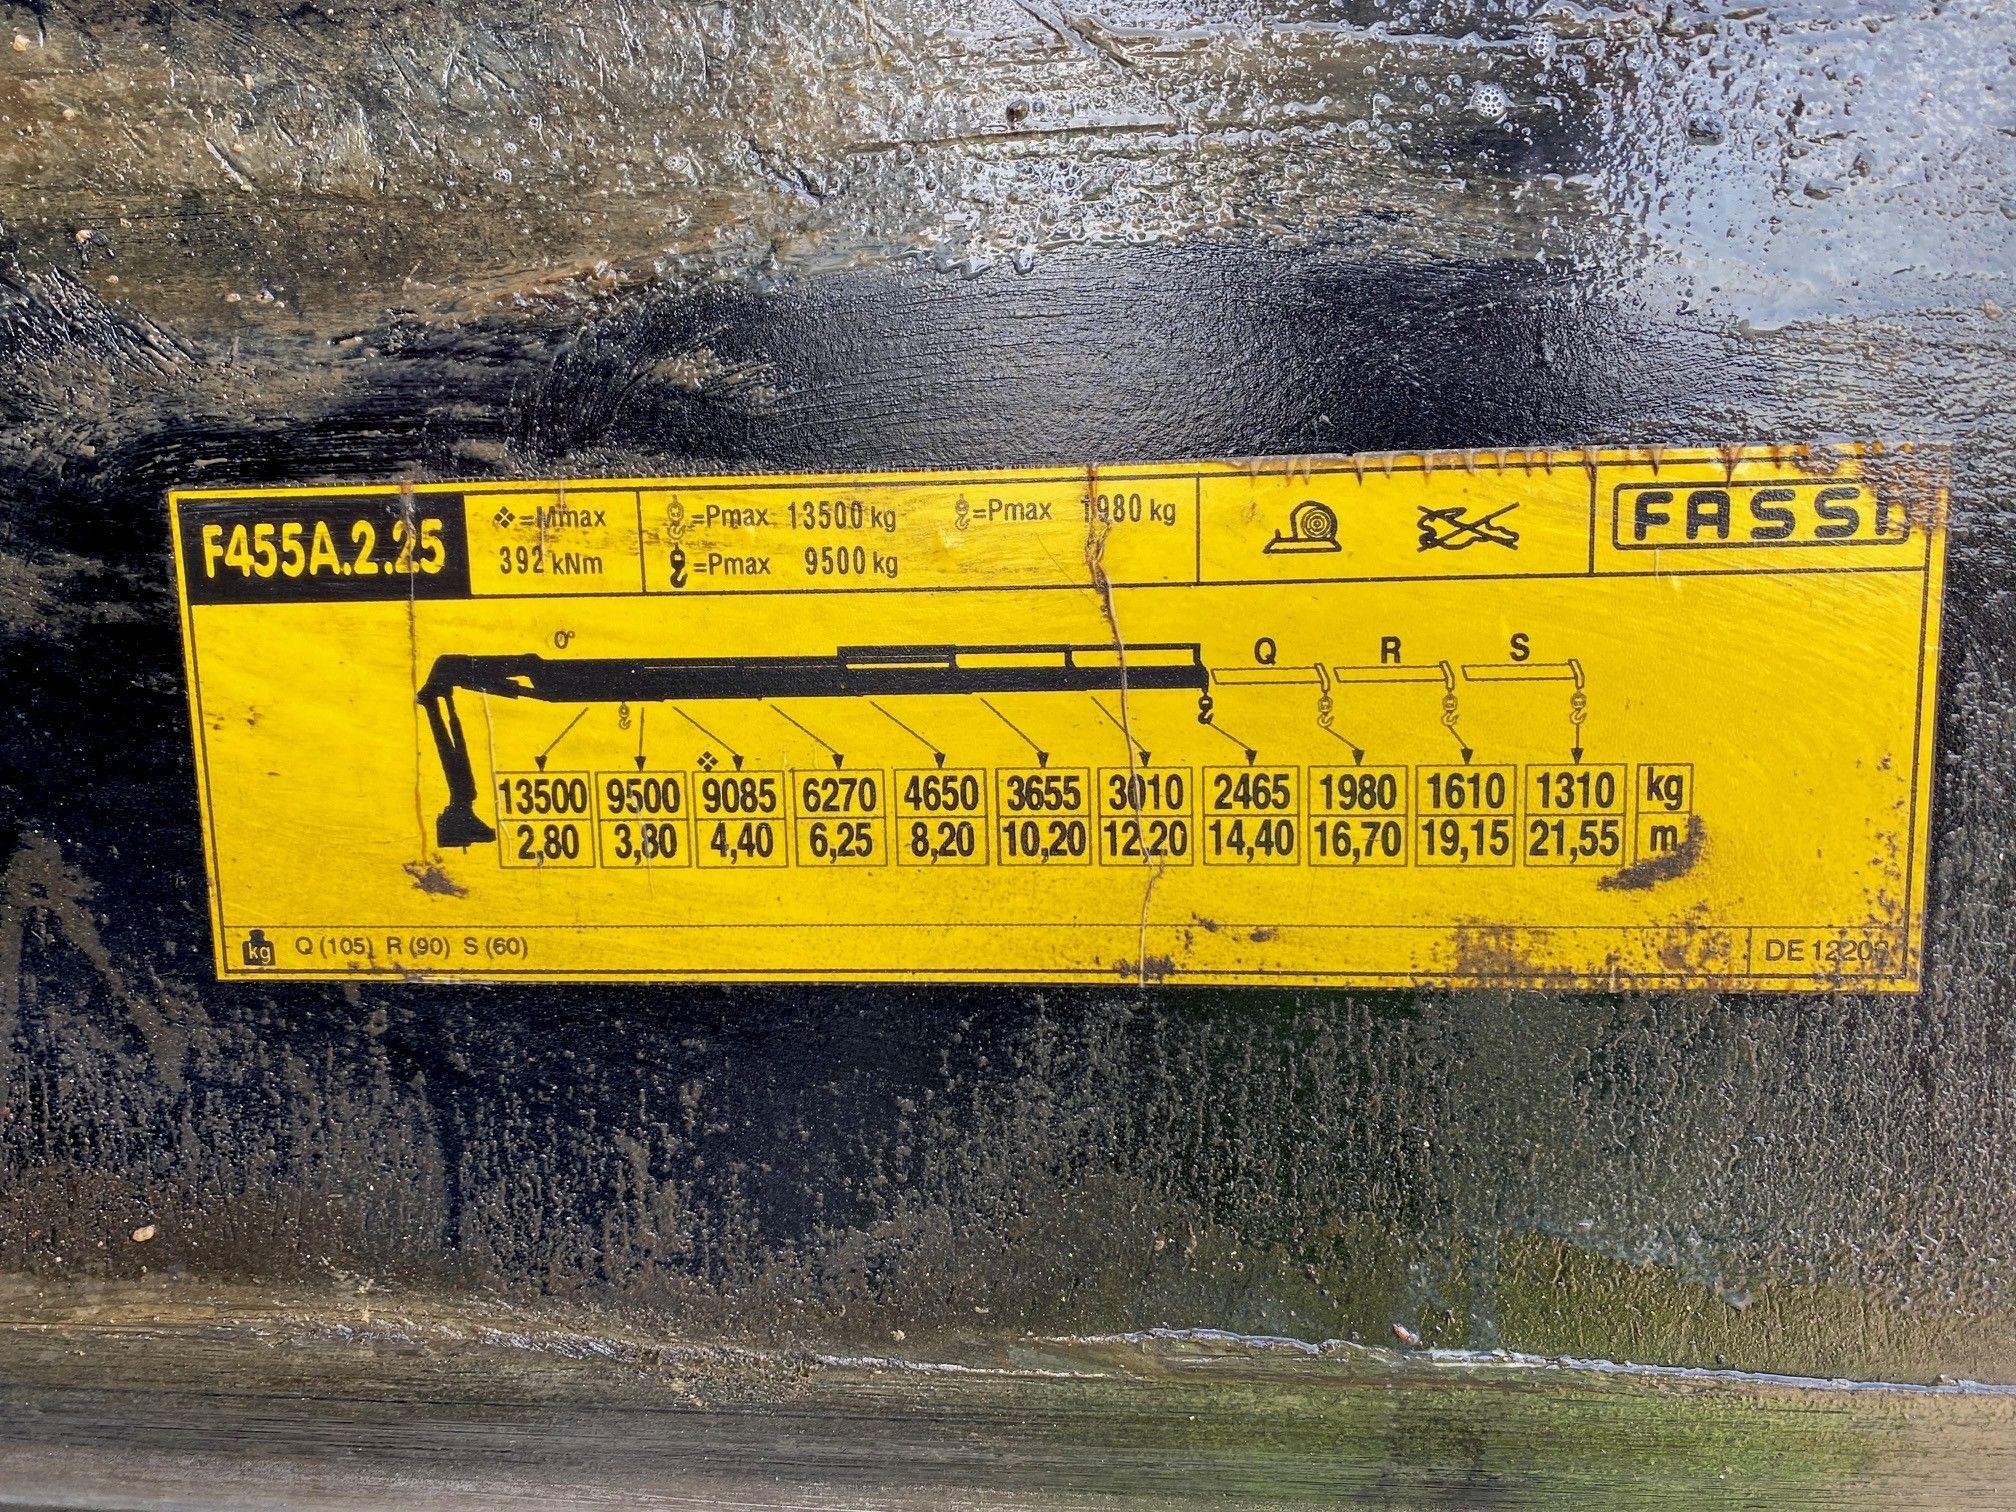 F455A.2.25
❖=Mmax
392 kNm
=Pmax 13500 kg
=Pmax 1980 kg
=Pmax 9500 kg
FASSI
0°
Q R S
13500 9500 9085 6270 4650 3655 3010 2465 1980 1610 1310 kg
2,80 3,80 4,40 6,25 8,20 10,20 12,20 14,40 16,70 19,15 21,55 m
kg Q (105) R (90) S (60)
DE